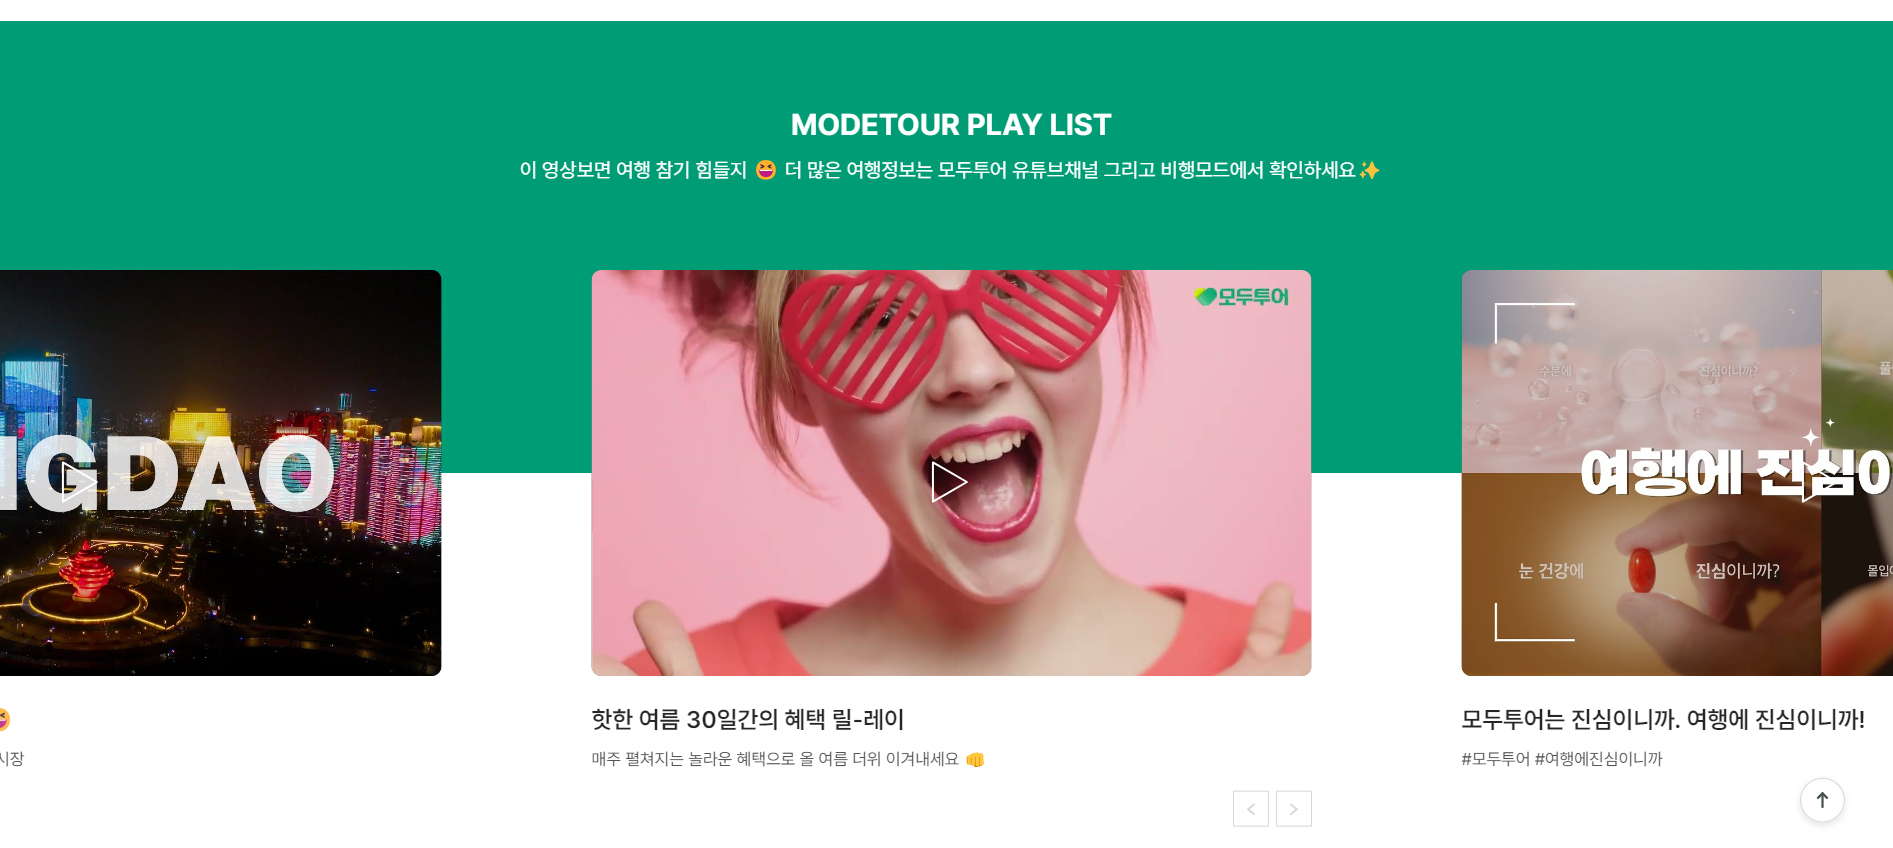 MODETOUR PLAY LIST
이 영상보면 여행 참기 힘들지 😆 더 많은 여행정보는 모두투어 유튜브채널 그리고 비행모드에서 확인하세요✨
NGDAO
모두투어
수분에 진심이니까?
여행에 진심이
눈 건강에 진심이니까?
몰입
핫한 여름 30일간의 혜택 릴-레이
매주 펼쳐지는 놀라운 혜택으로 올 여름 더위 이겨내세요 👊
모두투어는 진심이니까. 여행에 진심이니까!
#모두투어 #여행에진심이니까
시장